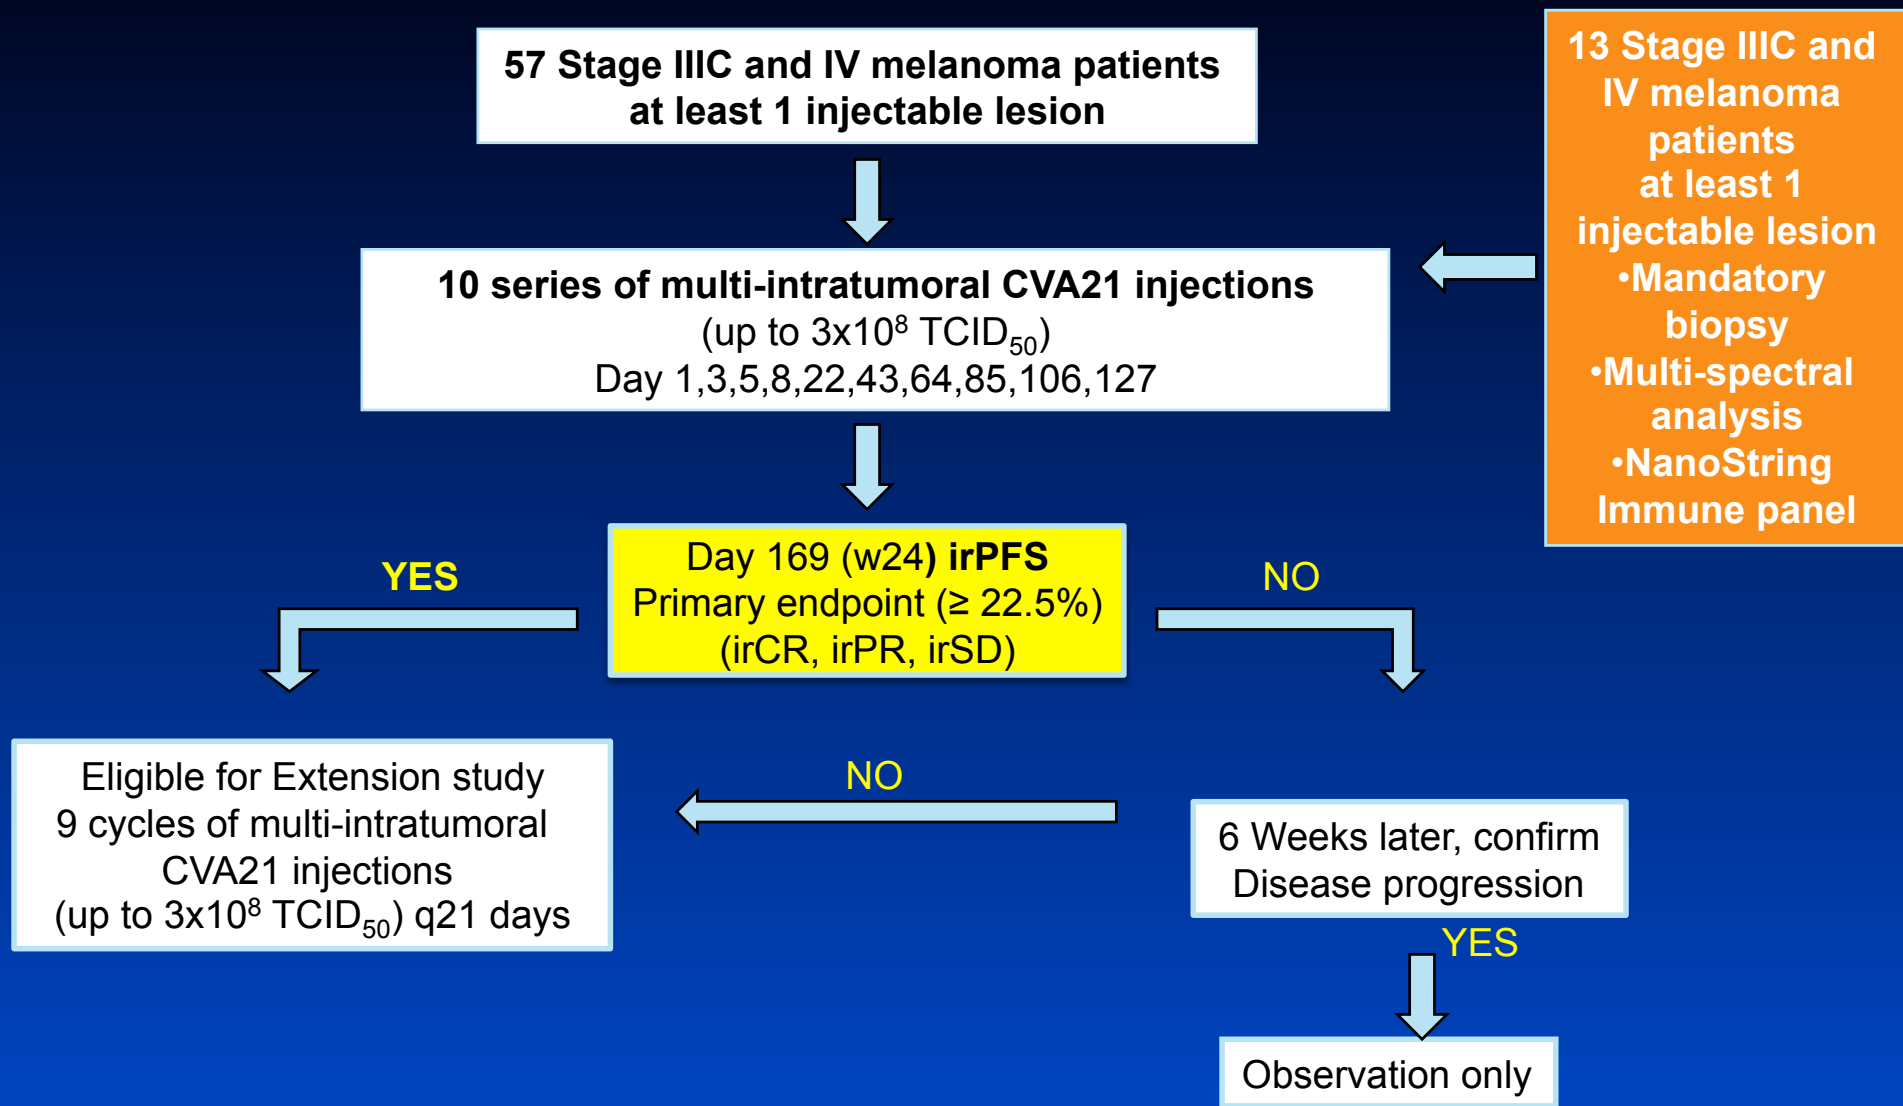 57 Stage IIIC and IV melanoma patients
at least 1 injectable lesion
13 Stage IIIC and
IV melanoma
patients
at least 1
injectable lesion
•Mandatory
biopsy
•Multi-spectral
analysis
•NanoString
Immune panel
10 series of multi-intratumoral CVA21 injections
(up to 3x10⁸ TCID₅₀)
Day 1,3,5,8,22,43,64,85,106,127
Day 169 (w24) irPFS
Primary endpoint (≥ 22.5%)
(irCR, irPR, irSD)
YES
NO
Eligible for Extension study
9 cycles of multi-intratumoral
CVA21 injections
(up to 3x10⁸ TCID₅₀) q21 days
NO
6 Weeks later, confirm
Disease progression
YES
Observation only